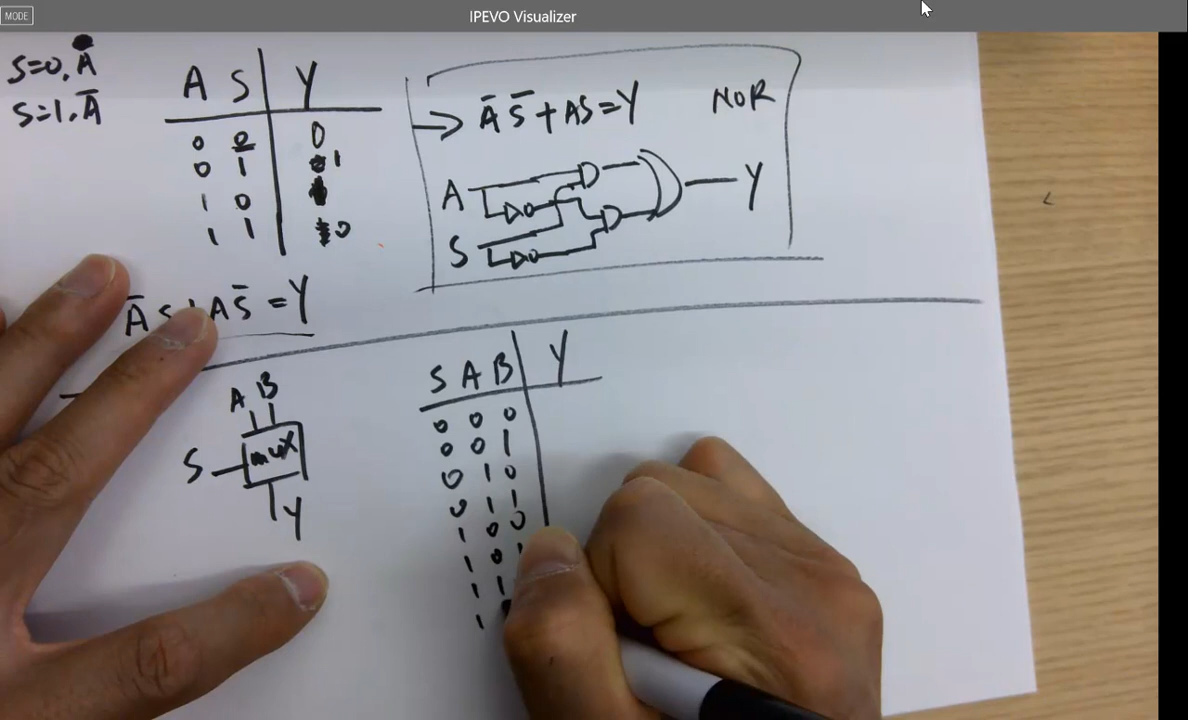 MODE
IPEVO Visualizer
S=0, A
S=1, Ā
A S Y
0 0 0
0 1 1
1 0
1 1 0
→ Ā S̄ + AS = Y NOR
A
Y
S
A S̄ = Y
A B
S mux
Y
S A B Y
0 0 0
0 0 1
0 1 0
0 1 1
1 0 0
1 0 1
1 1
1